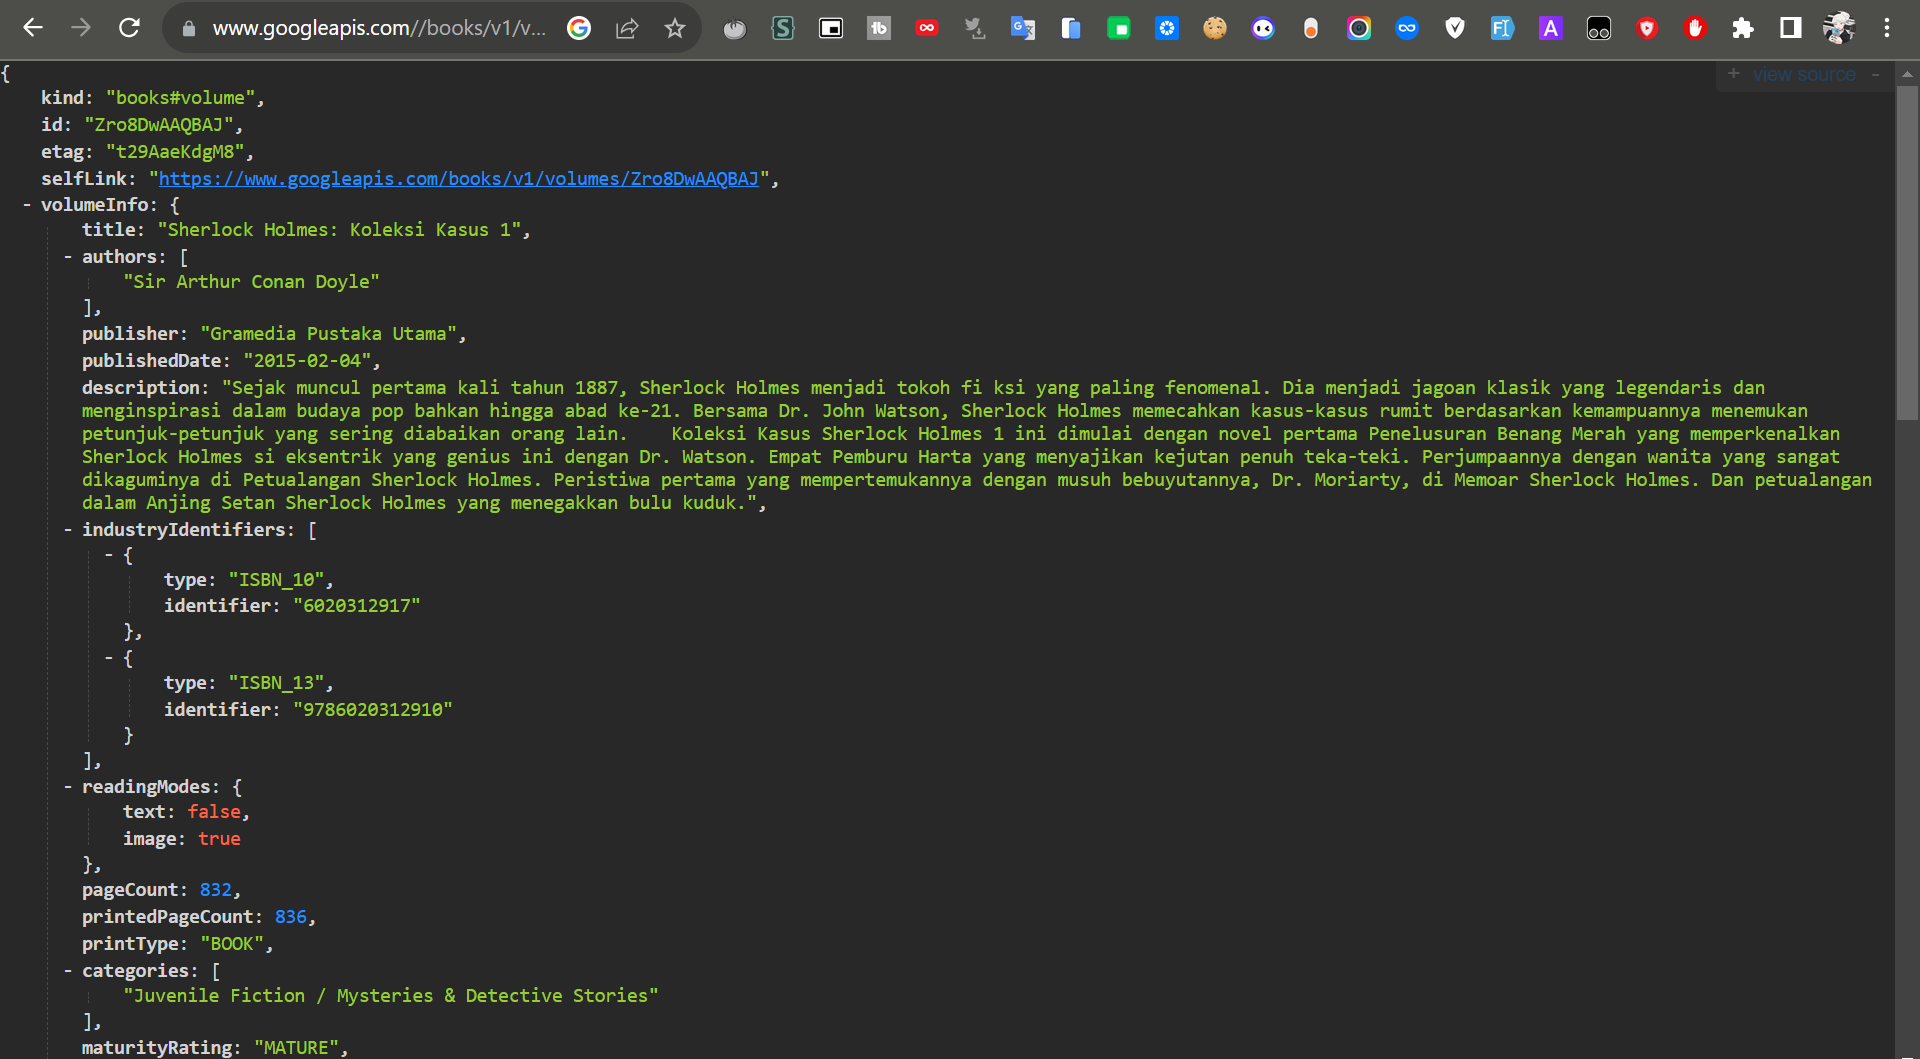 www.googleapis.com//books/v1/v...
+ view source -
{
kind: "books#volume",
id: "Zro8DwAAQBAJ",
etag: "t29AaeKdgM8",
selfLink: "https://www.googleapis.com/books/v1/volumes/Zro8DwAAQBAJ",
- volumeInfo: {
title: "Sherlock Holmes: Koleksi Kasus 1",
- authors: [
"Sir Arthur Conan Doyle"
],
publisher: "Gramedia Pustaka Utama",
publishedDate: "2015-02-04",
description: "Sejak muncul pertama kali tahun 1887, Sherlock Holmes menjadi tokoh fi ksi yang paling fenomenal. Dia menjadi jagoan klasik yang legendaris dan
menginspirasi dalam budaya pop bahkan hingga abad ke-21. Bersama Dr. John Watson, Sherlock Holmes memecahkan kasus-kasus rumit berdasarkan kemampuannya menemukan
petunjuk-petunjuk yang sering diabaikan orang lain.    Koleksi Kasus Sherlock Holmes 1 ini dimulai dengan novel pertama Penelusuran Benang Merah yang memperkenalkan
Sherlock Holmes si eksentrik yang genius ini dengan Dr. Watson. Empat Pemburu Harta yang menyajikan kejutan penuh teka-teki. Perjumpaannya dengan wanita yang sangat
dikaguminya di Petualangan Sherlock Holmes. Peristiwa pertama yang mempertemukannya dengan musuh bebuyutannya, Dr. Moriarty, di Memoar Sherlock Holmes. Dan petualangan
dalam Anjing Setan Sherlock Holmes yang menegakkan bulu kuduk.",
- industryIdentifiers: [
- {
type: "ISBN_10",
identifier: "6020312917"
},
- {
type: "ISBN_13",
identifier: "9786020312910"
}
],
- readingModes: {
text: false,
image: true
},
pageCount: 832,
printedPageCount: 836,
printType: "BOOK",
- categories: [
"Juvenile Fiction / Mysteries & Detective Stories"
],
maturityRating: "MATURE",